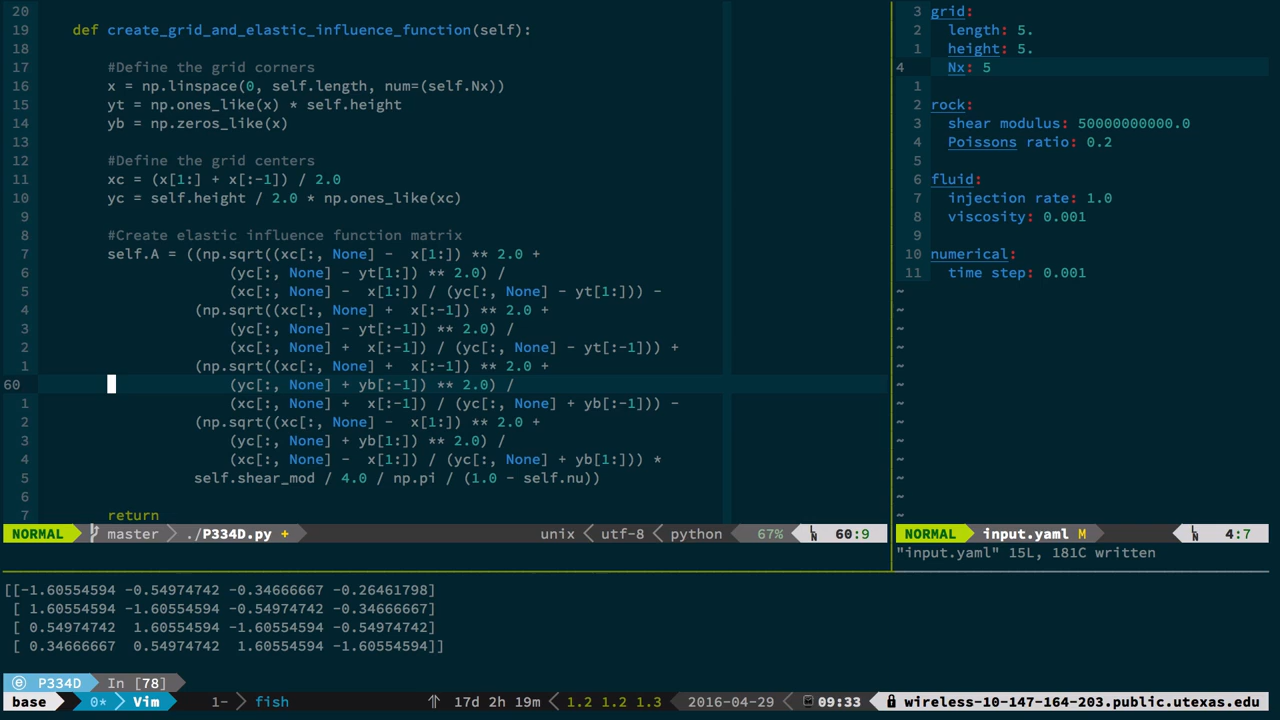 20
19     def create_grid_and_elastic_influence_function(self):
18
17         #Define the grid corners
16         x = np.linspace(0, self.length, num=(self.Nx))
15         yt = np.ones_like(x) * self.height
14         yb = np.zeros_like(x)
13
12         #Define the grid centers
11         xc = (x[1:] + x[:-1]) / 2.0
10         yc = self.height / 2.0 * np.ones_like(xc)
9
8         #Create elastic influence function matrix
7         self.A = ((np.sqrt((xc[:, None] -  x[1:]) ** 2.0 +
6                       (yc[:, None] - yt[1:]) ** 2.0) /
5                       (xc[:, None] -  x[1:]) / (yc[:, None] - yt[1:])) -
4                   (np.sqrt((xc[:, None] +  x[:-1]) ** 2.0 +
3                       (yc[:, None] - yt[:-1]) ** 2.0) /
2                       (xc[:, None] +  x[:-1]) / (yc[:, None] - yt[:-1])) +
1                   (np.sqrt((xc[:, None] +  x[:-1]) ** 2.0 +
60                      (yc[:, None] + yb[:-1]) ** 2.0) /
1                       (xc[:, None] +  x[:-1]) / (yc[:, None] + yb[:-1])) -
2                   (np.sqrt((xc[:, None] -  x[1:]) ** 2.0 +
3                       (yc[:, None] + yb[1:]) ** 2.0) /
4                       (xc[:, None] -  x[1:]) / (yc[:, None] + yb[1:])) *
5                   self.shear_mod / 4.0 / np.pi / (1.0 - self.nu))
6
7         return
NORMAL master ./P334D.py + unix utf-8 python 67% 60:9
3 grid:
2   length: 5.
1   height: 5.
4   Nx: 5
1
2 rock:
3   shear modulus: 50000000000.0
4   Poissons ratio: 0.2
5
6 fluid:
7   injection rate: 1.0
8   viscosity: 0.001
9
10 numerical:
11   time step: 0.001
~
~
~
~
~
~
~
~
~
~
~
~
~
NORMAL input.yaml M 4:7
"input.yaml" 15L, 181C written
[[-1.60554594 -0.54974742 -0.34666667 -0.26461798]
 [ 1.60554594 -1.60554594 -0.54974742 -0.34666667]
 [ 0.54974742  1.60554594 -1.60554594 -0.54974742]
 [ 0.34666667  0.54974742  1.60554594 -1.60554594]]
ⓔ P334D In [78]
base 0* Vim 1- fish 17d 2h 19m 1.2 1.2 1.3 2016-04-29 09:33 wireless-10-147-164-203.public.utexas.edu